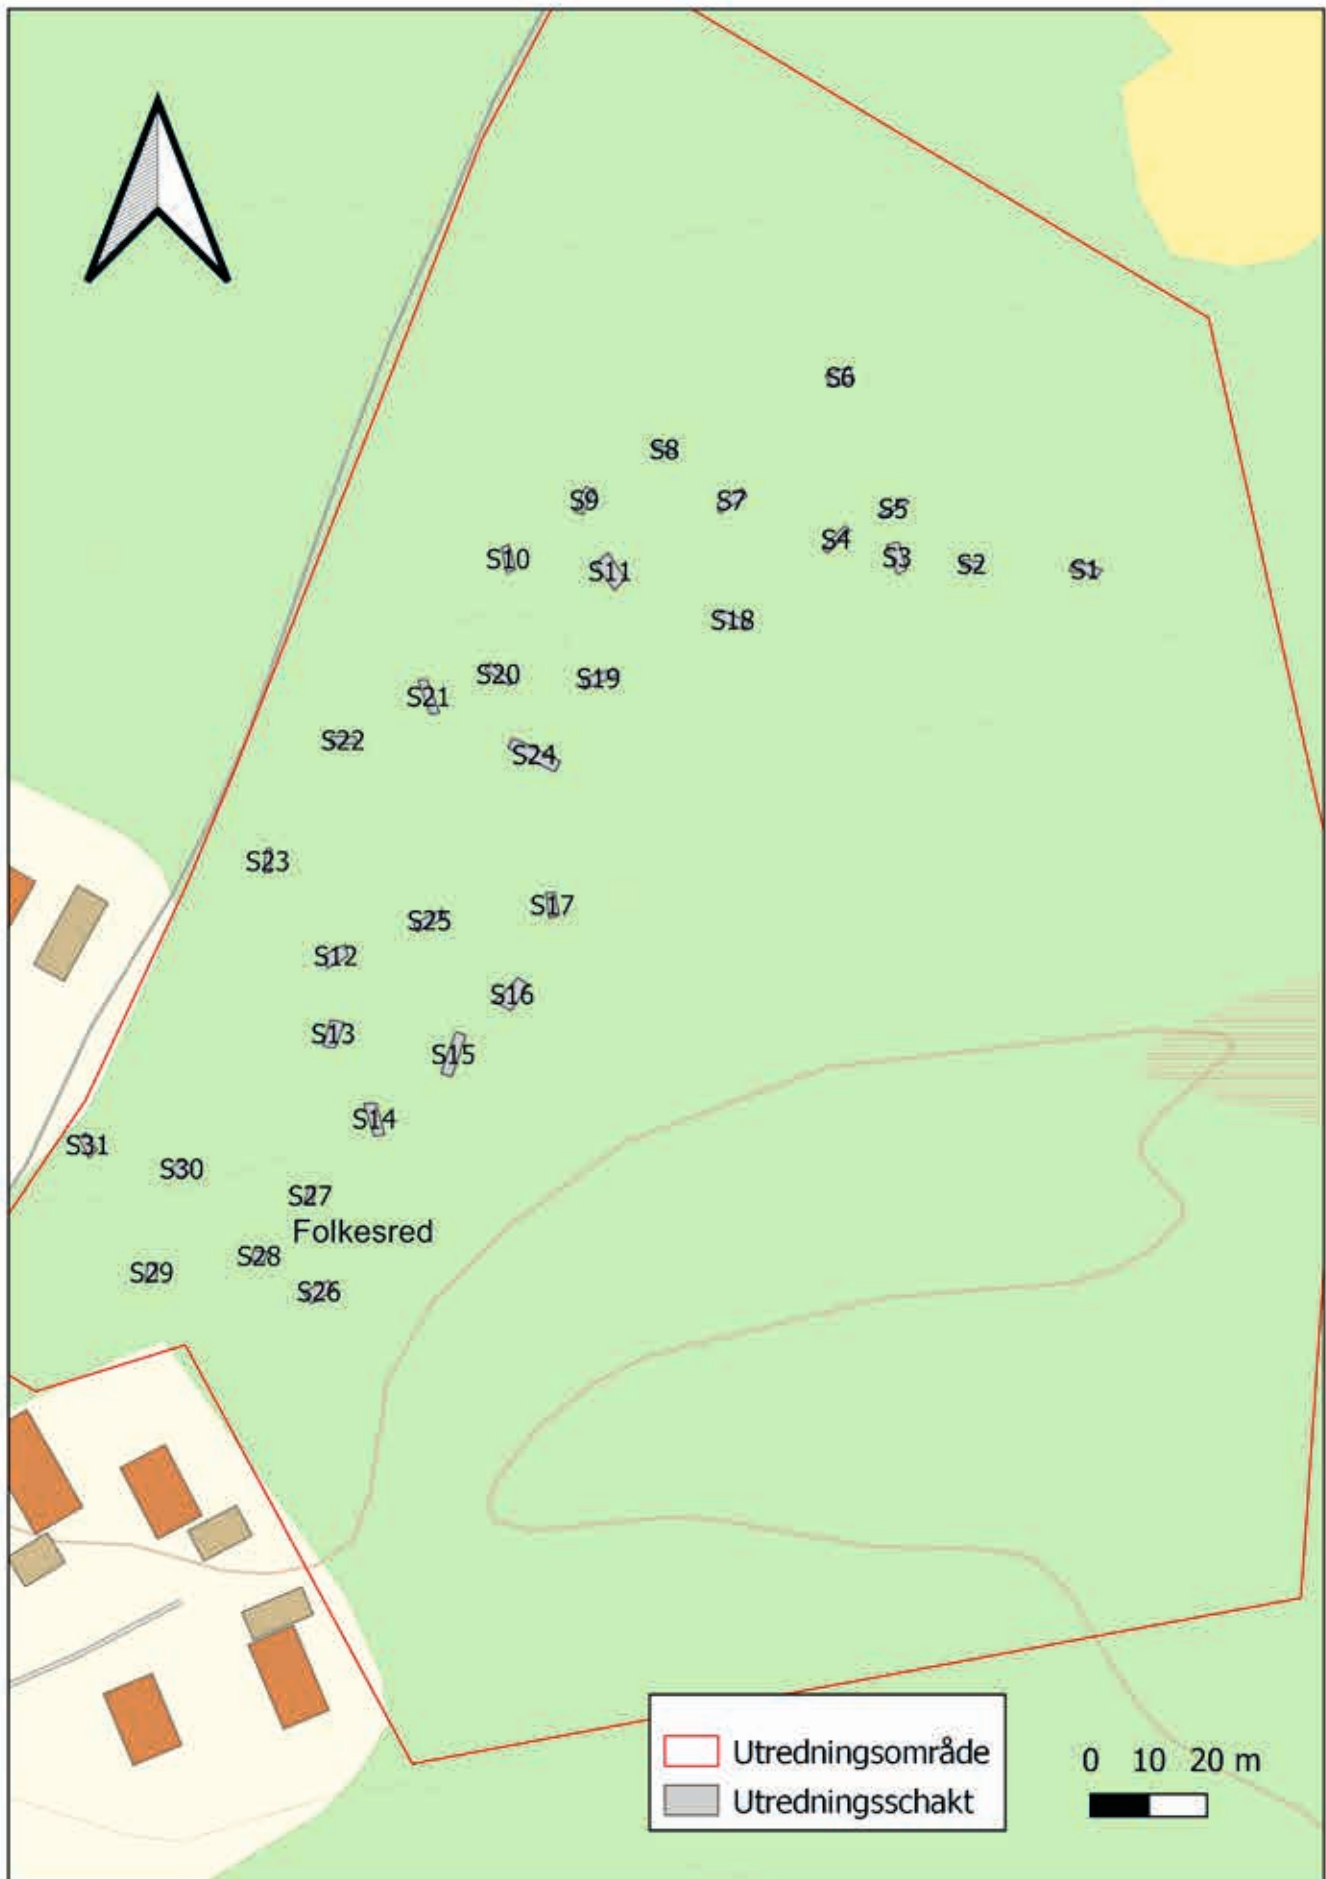 S6
S8
S9
S7
S5
S4
S10
S3
S11
S2
S1
S18
S20
S19
S21
S22
S24
S23
S17
S25
S12
S16
S13
S15
S14
S31
S30
S27
Folkesred
S28
S29
S26
Utredningsområde
Utredningsschakt
0 10 20 m